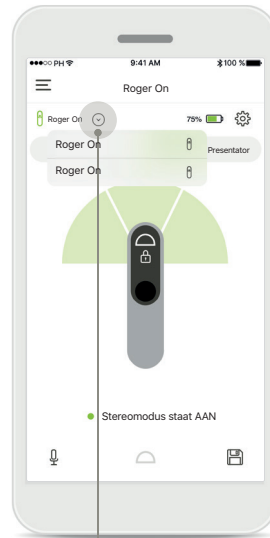 PH 9:41 AM 100 %
Roger On
Roger On 75%
Roger On
Presentator
Roger On
Stereomodus staat AAN